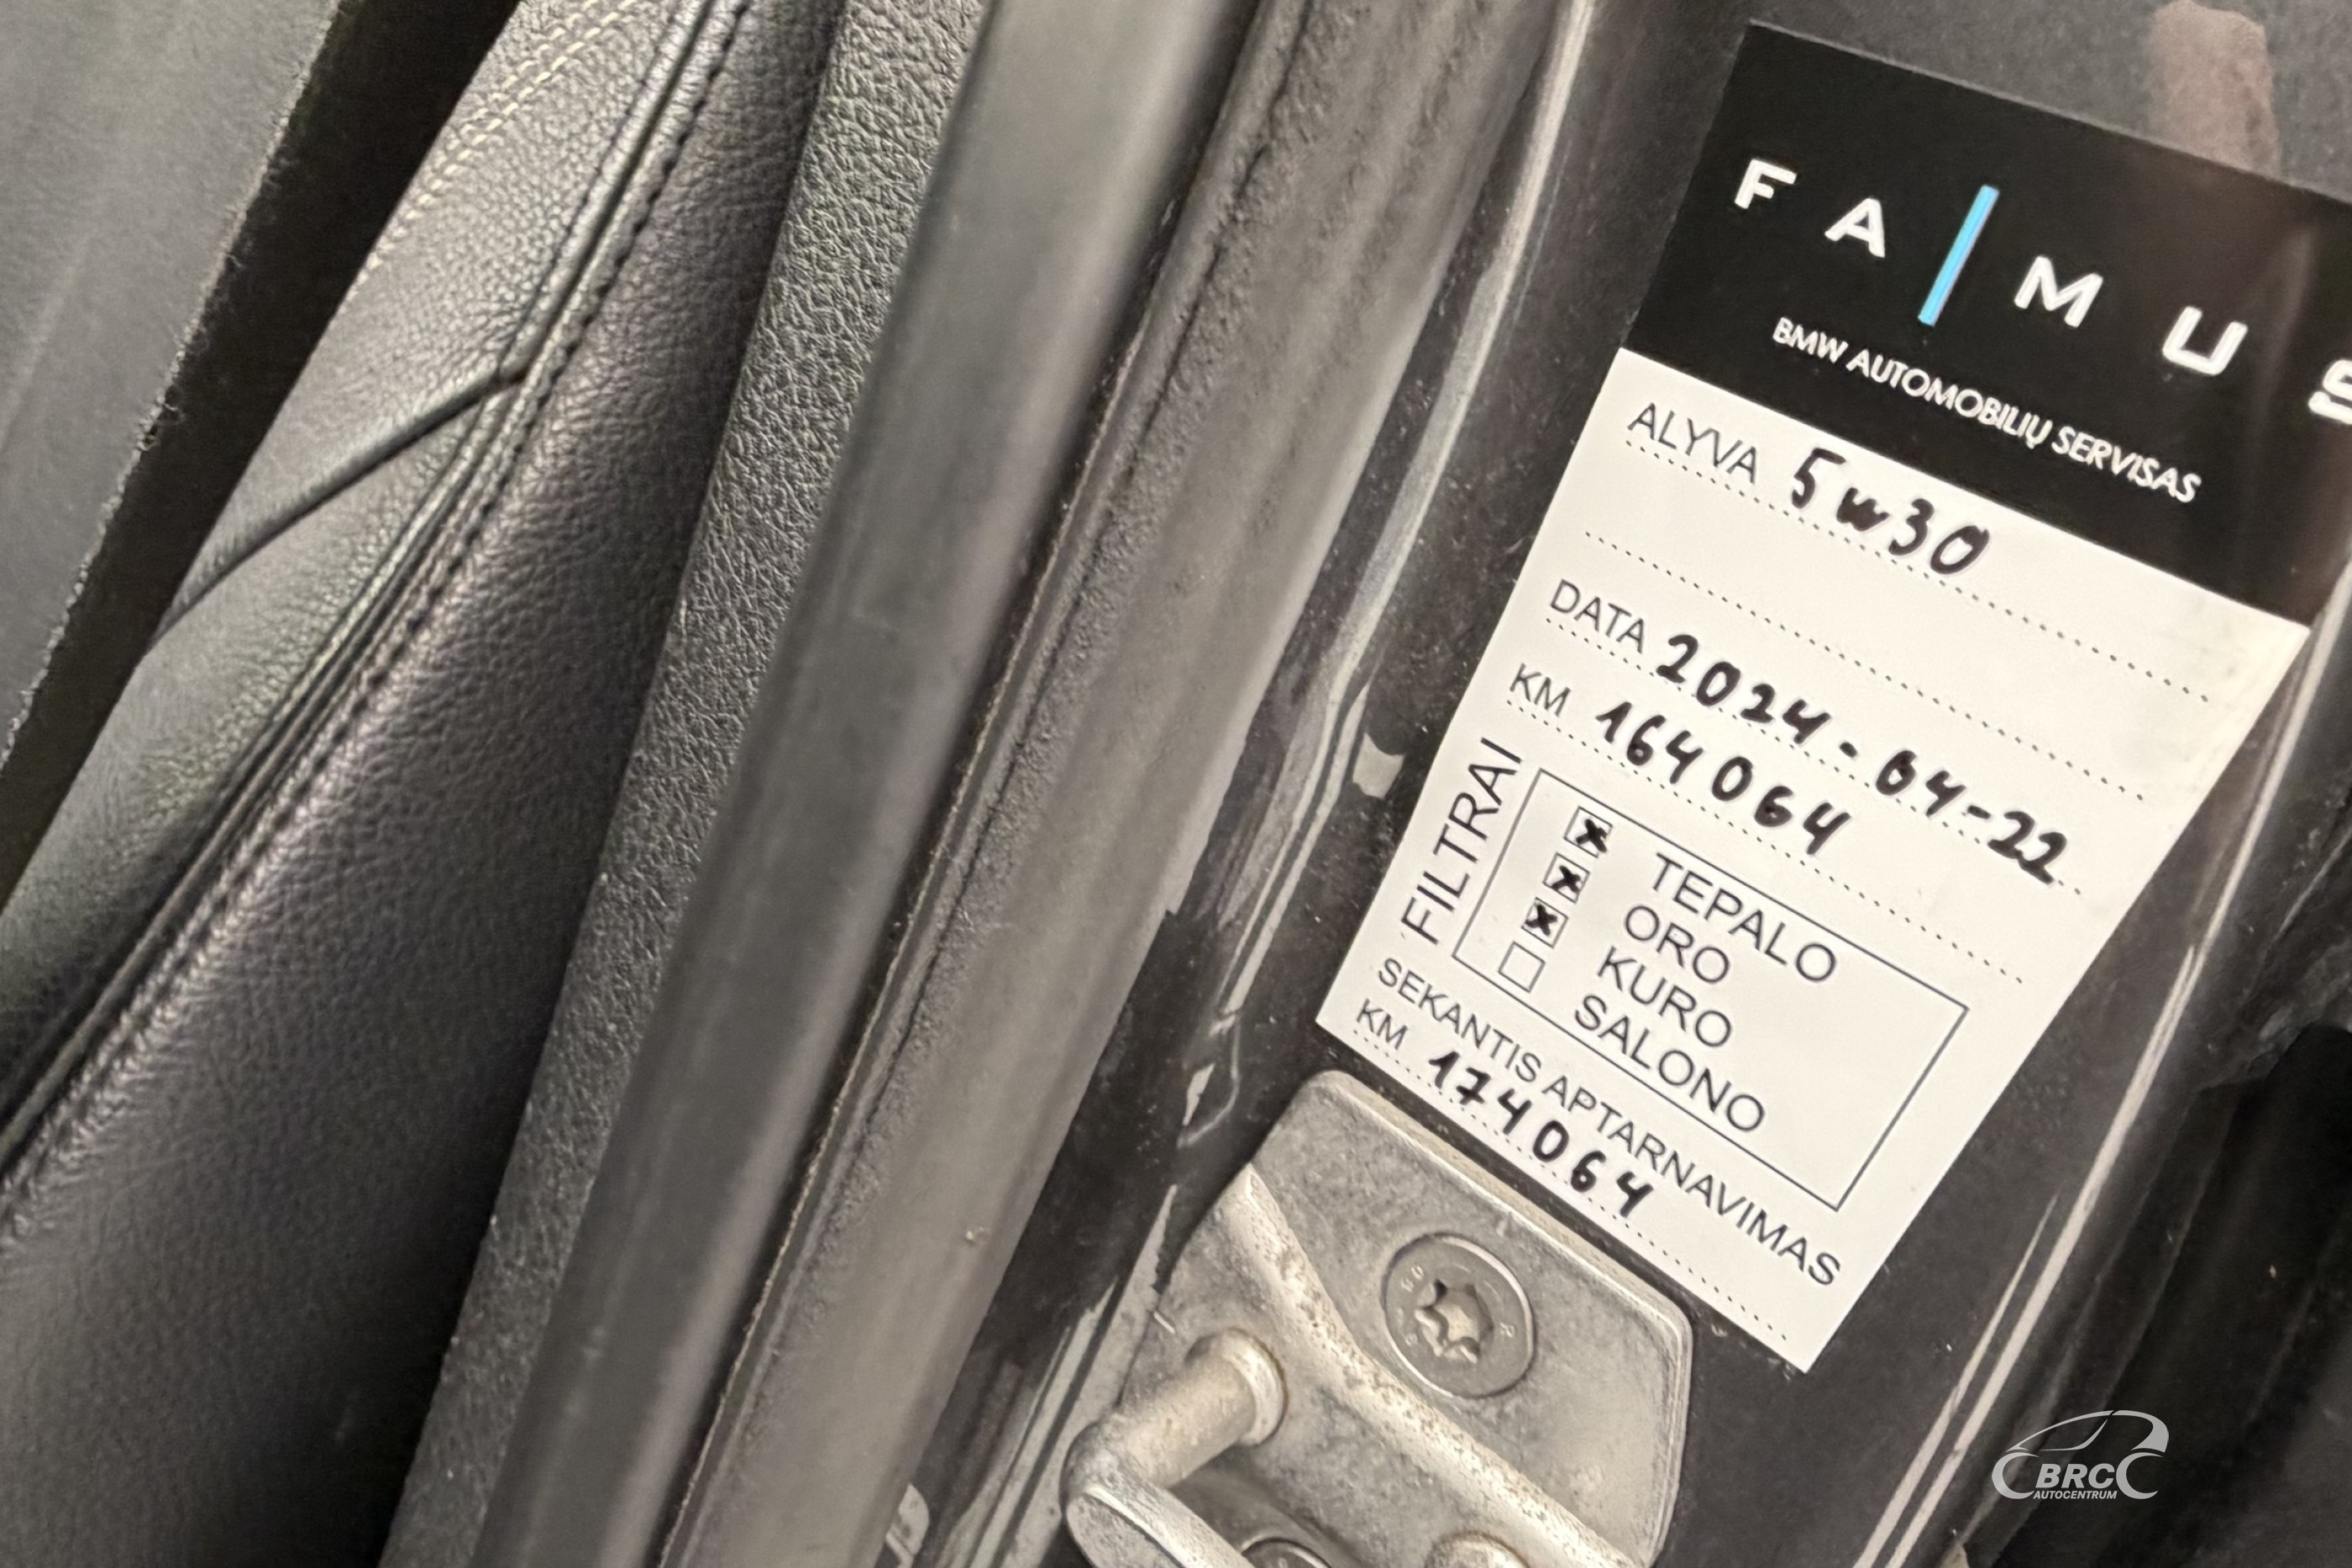 FA|MUS
BMW AUTOMOBILIŲ SERVISAS
ALYVA 5w30
DATA 2024-04-22
KM 164064
FILTRAI
TEPALO
ORO
KURO
SALONO
SEKANTIS APTARNAVIMAS
KM 174064
BRC
AUTOCENTRUM